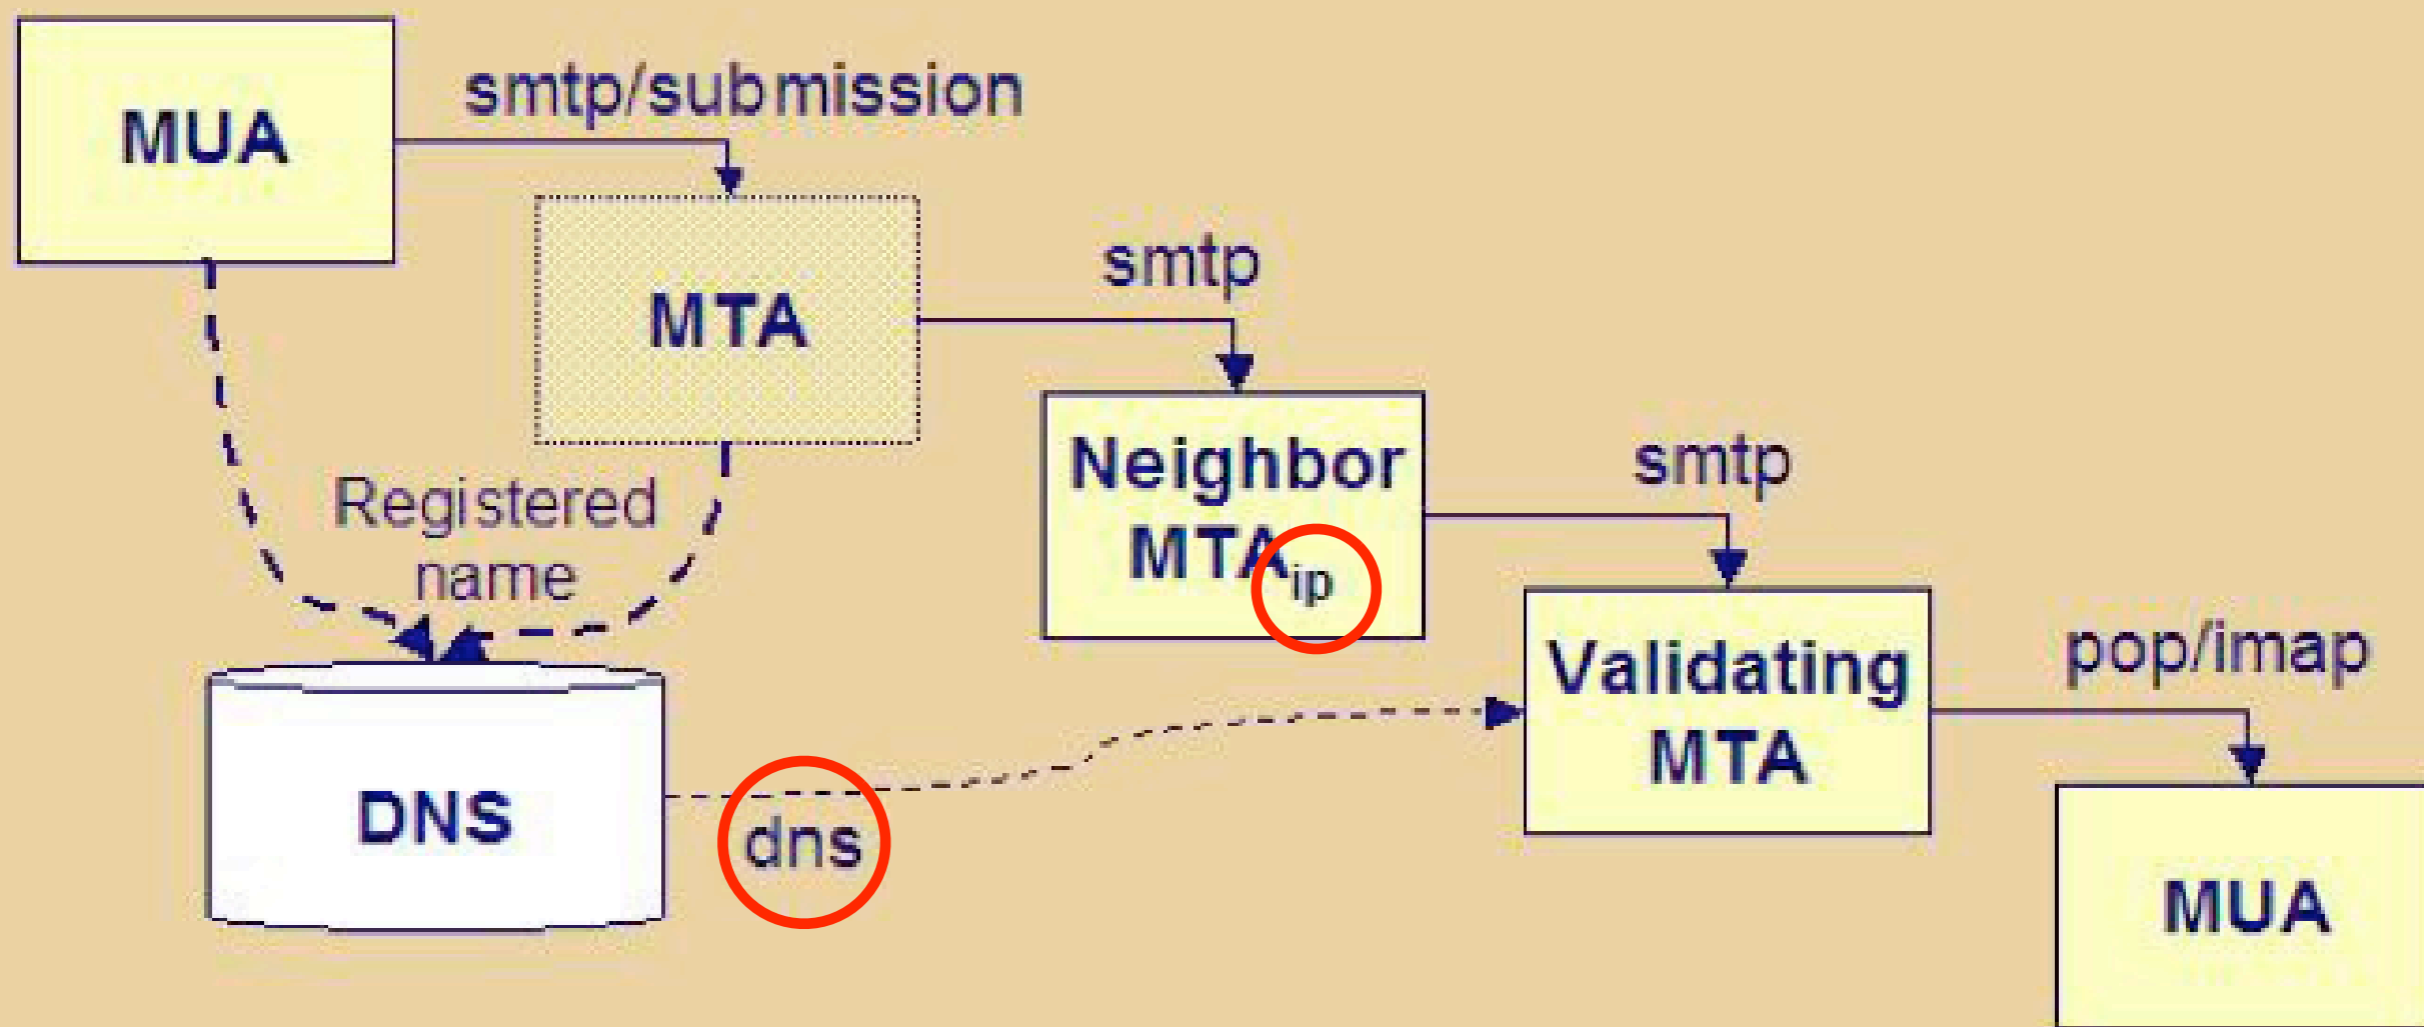 MUA
smtp/submission
MTA
smtp
Neighbor
MTAip
smtp
Registered
name
Validating
MTA
pop/imap
DNS
dns
MUA